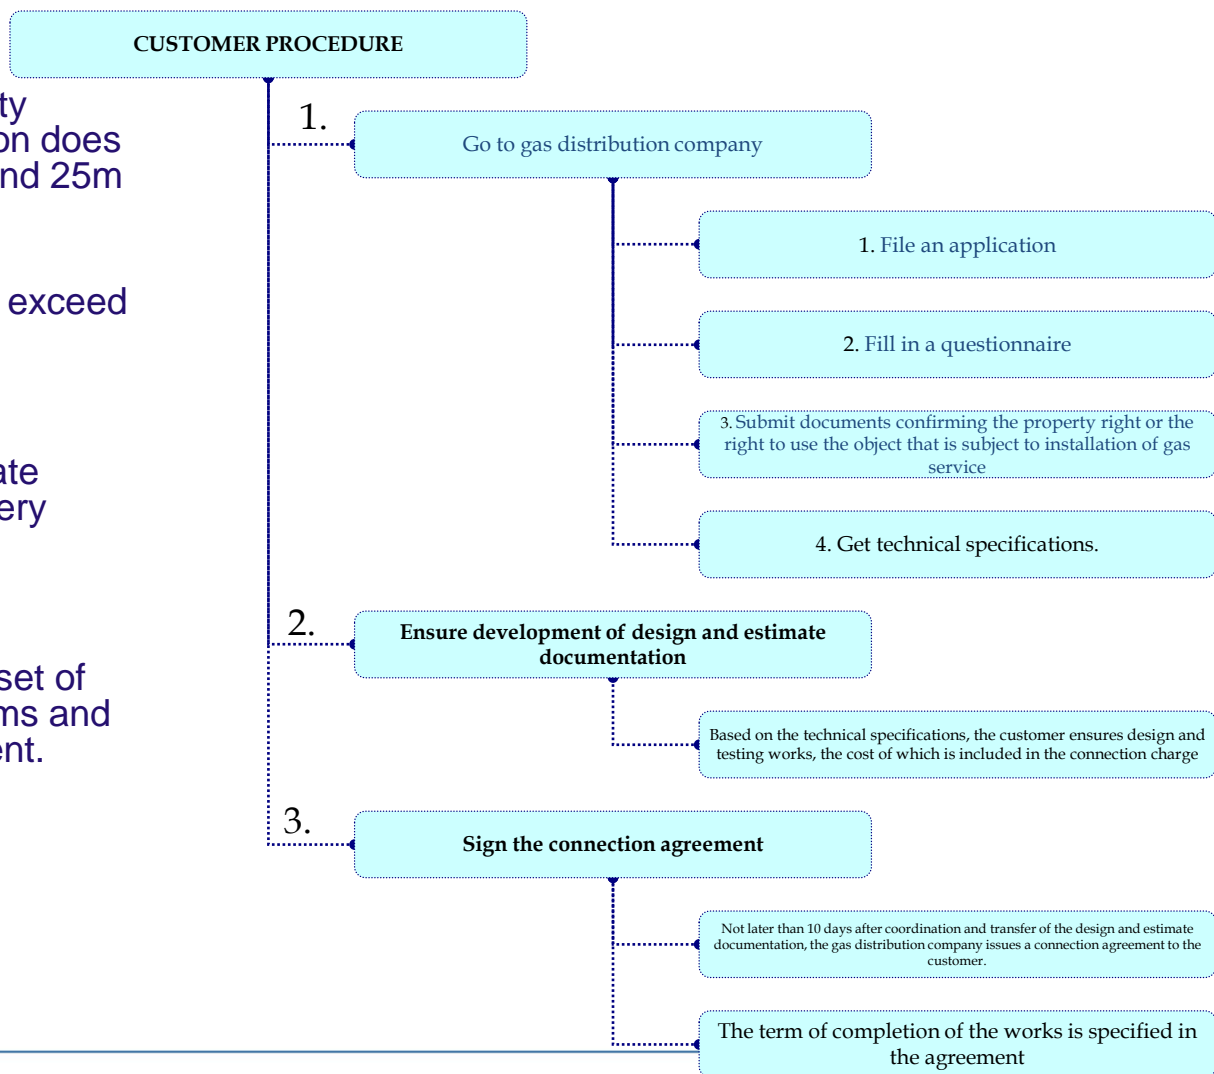 CUSTOMER PROCEDURE
ty
on does
nd 25m
exceed
ate
ery
set of
ms and
ent.
1.
Go to gas distribution company
1. File an application
2. Fill in a questionnaire
3. Submit documents confirming the property right or the
right to use the object that is subject to installation of gas
service
4. Get technical specifications.
2.
Ensure development of design and estimate
documentation
Based on the technical specifications, the customer ensures design and
testing works, the cost of which is included in the connection charge
3.
Sign the connection agreement
Not later than 10 days after coordination and transfer of the design and estimate
documentation, the gas distribution company issues a connection agreement to the
customer.
The term of completion of the works is specified in
the agreement